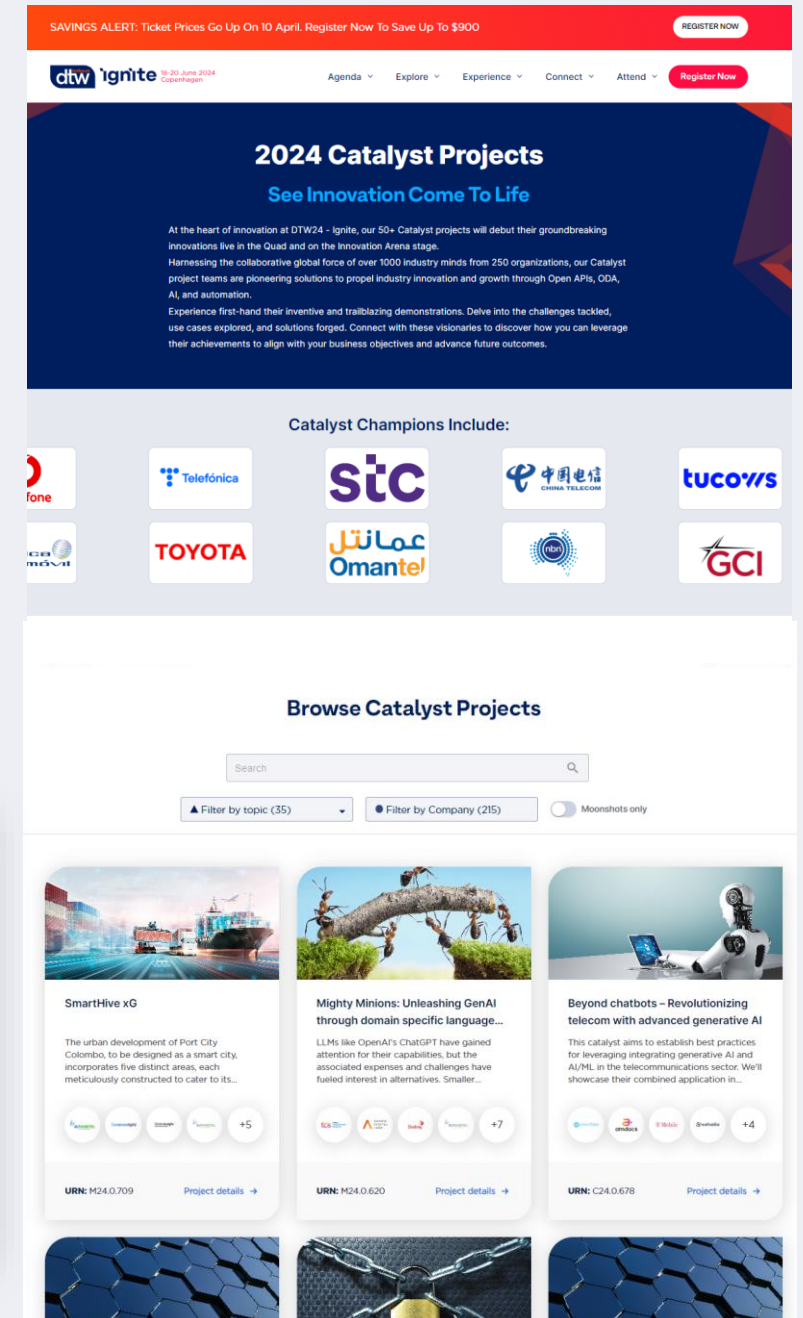 SAVINGS ALERT: Ticket Prices Go Up On 10 April. Register Now To Save Up To $900
REGISTER NOW
dtw ignite 18-20 June 2024
Copenhagen
Agenda
Explore
Experience
Connect
Attend
Register Now
2024 Catalyst Projects
See Innovation Come To Life
At the heart of innovation at DTW24 - Ignite, our 50+ Catalyst projects will debut their groundbreaking
innovations live in the Quad and on the Innovation Arena stage.
Harnessing the collaborative global force of over 1000 industry minds from 250 organizations, our Catalyst
project teams are pioneering solutions to propel industry innovation and growth through Open APIs, ODA,
AI, and automation.
Experience first-hand their inventive and trailblazing demonstrations. Delve into the challenges tackled,
use cases explored, and solutions forged. Connect with these visionaries to discover how you can leverage
their achievements to align with your business objectives and advance future outcomes.
Catalyst Champions Include:
fone
Telefónica
stc
中国电信
CHINA TELECOM
tucows
ica
móvil
TOYOTA
عمانتل
Omantel
nbn
GCI
Browse Catalyst Projects
Search
Filter by topic (35)
Filter by Company (215)
Moonshots only
SmartHive xG
The urban development of Port City
Colombo, to be designed as a smart city,
incorporates five distinct areas, each
meticulously constructed to cater to its...
+5
URN: M24.0.709
Project details →
Mighty Minions: Unleashing GenAI
through domain specific language...
LLMs like OpenAI's ChatGPT have gained
attention for their capabilities, but the
associated expenses and challenges have
fueled interest in alternatives. Smaller...
+7
URN: M24.0.620
Project details →
Beyond chatbots – Revolutionizing
telecom with advanced generative AI
This catalyst aims to establish best practices
for leveraging integrating generative AI and
AI/ML in the telecommunications sector. We'll
showcase their combined application in...
amdocs
+4
URN: C24.0.678
Project details →